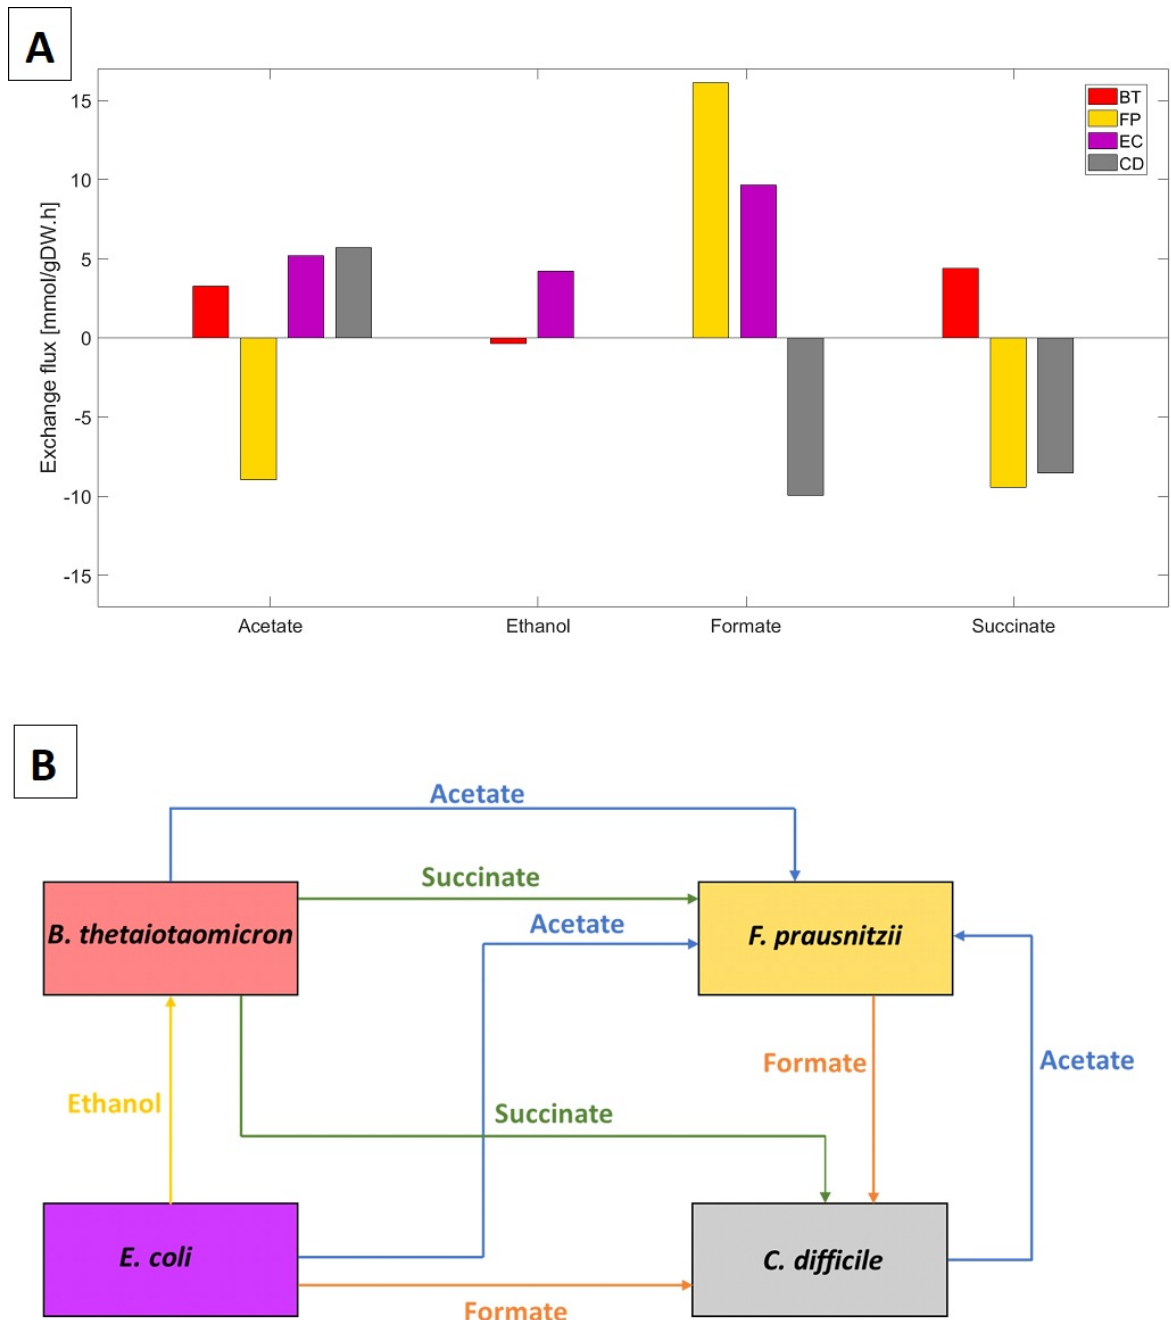 A
Exchange flux [mmol/gDW.h]
15
10
5
0
-5
-10
-15
BT
FP
EC
CD
Acetate Ethanol Formate Succinate
B
Acetate
Succinate
Acetate
B. thetaiotaomicron
F. prausnitzii
Formate
Acetate
Ethanol
Succinate
E. coli
C. difficile
Formate